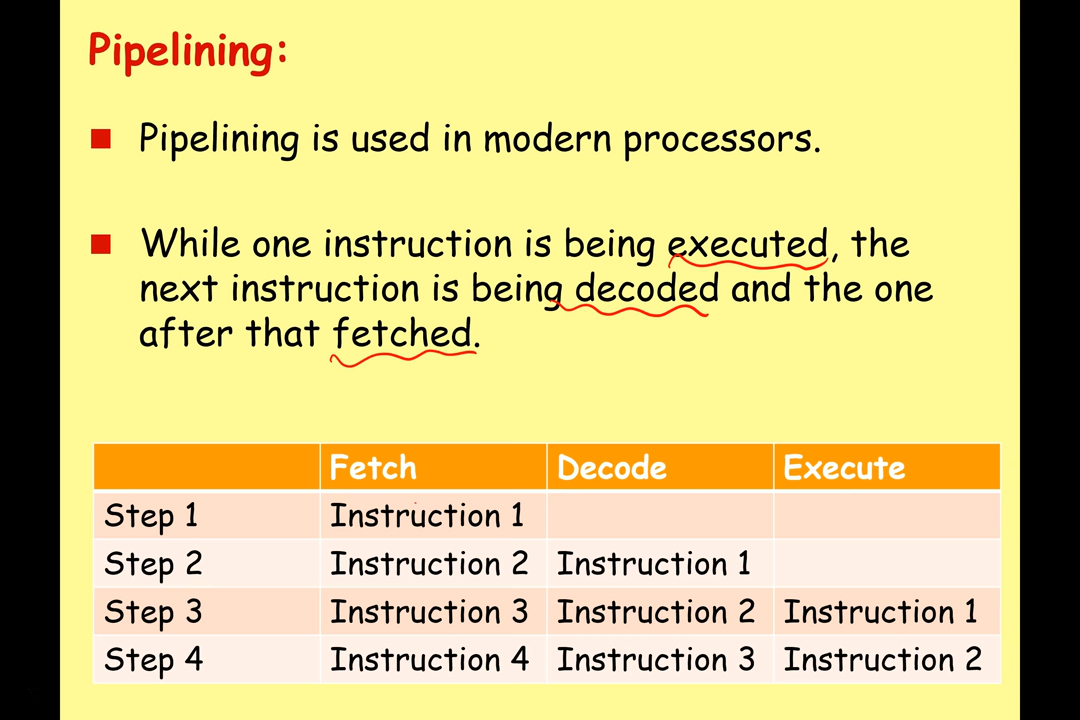 Pipelining:
Pipelining is used in modern processors.
While one instruction is being executed, the
next instruction is being decoded and the one
after that fetched.
Fetch Decode Execute
Step 1 Instruction 1
Step 2 Instruction 2 Instruction 1
Step 3 Instruction 3 Instruction 2 Instruction 1
Step 4 Instruction 4 Instruction 3 Instruction 2